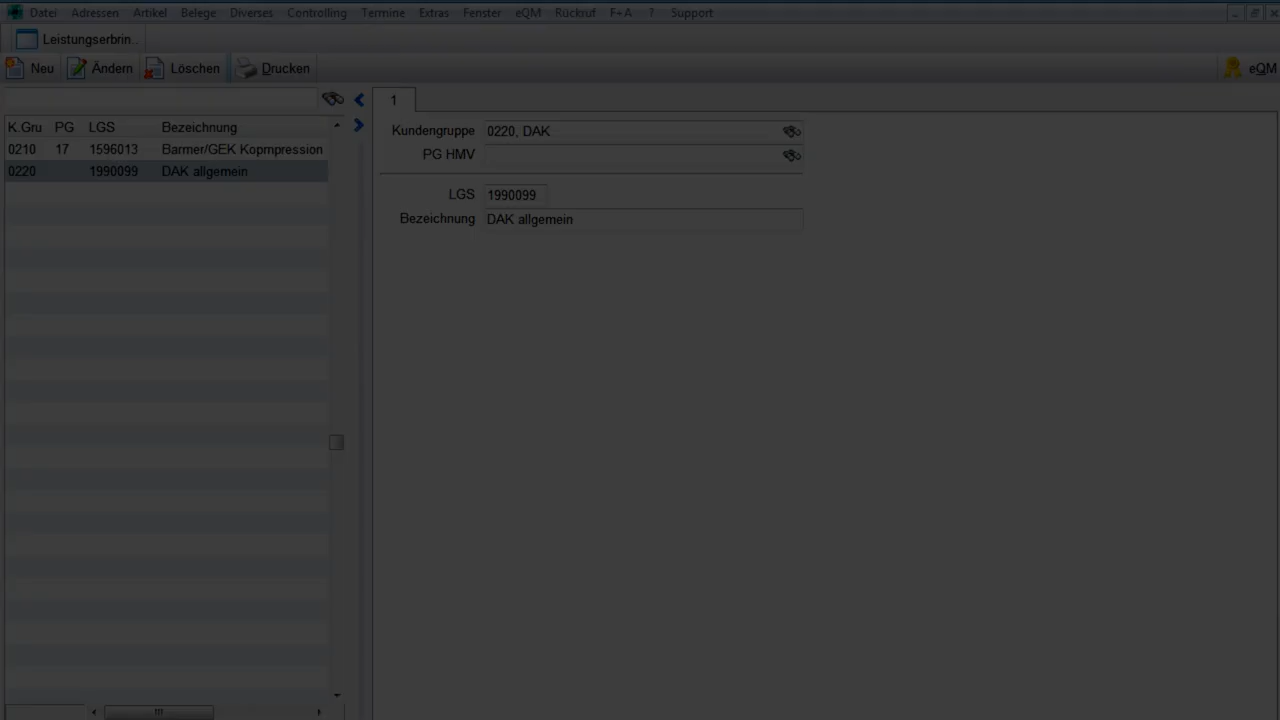 Datei Adressen Artikel Belege Diverses Controlling Termine Extras Fenster eQM Rückruf F+A ? Support
Leistungserbrin..
Neu Ändern Löschen Drucken eQM
K.Gru PG LGS Bezeichnung
0210 17 1596013 Barmer/GEK Kopmpression
0220 1990099 DAK allgemein
1
Kundengruppe 0220, DAK
PG HMV
LGS 1990099
Bezeichnung DAK allgemein